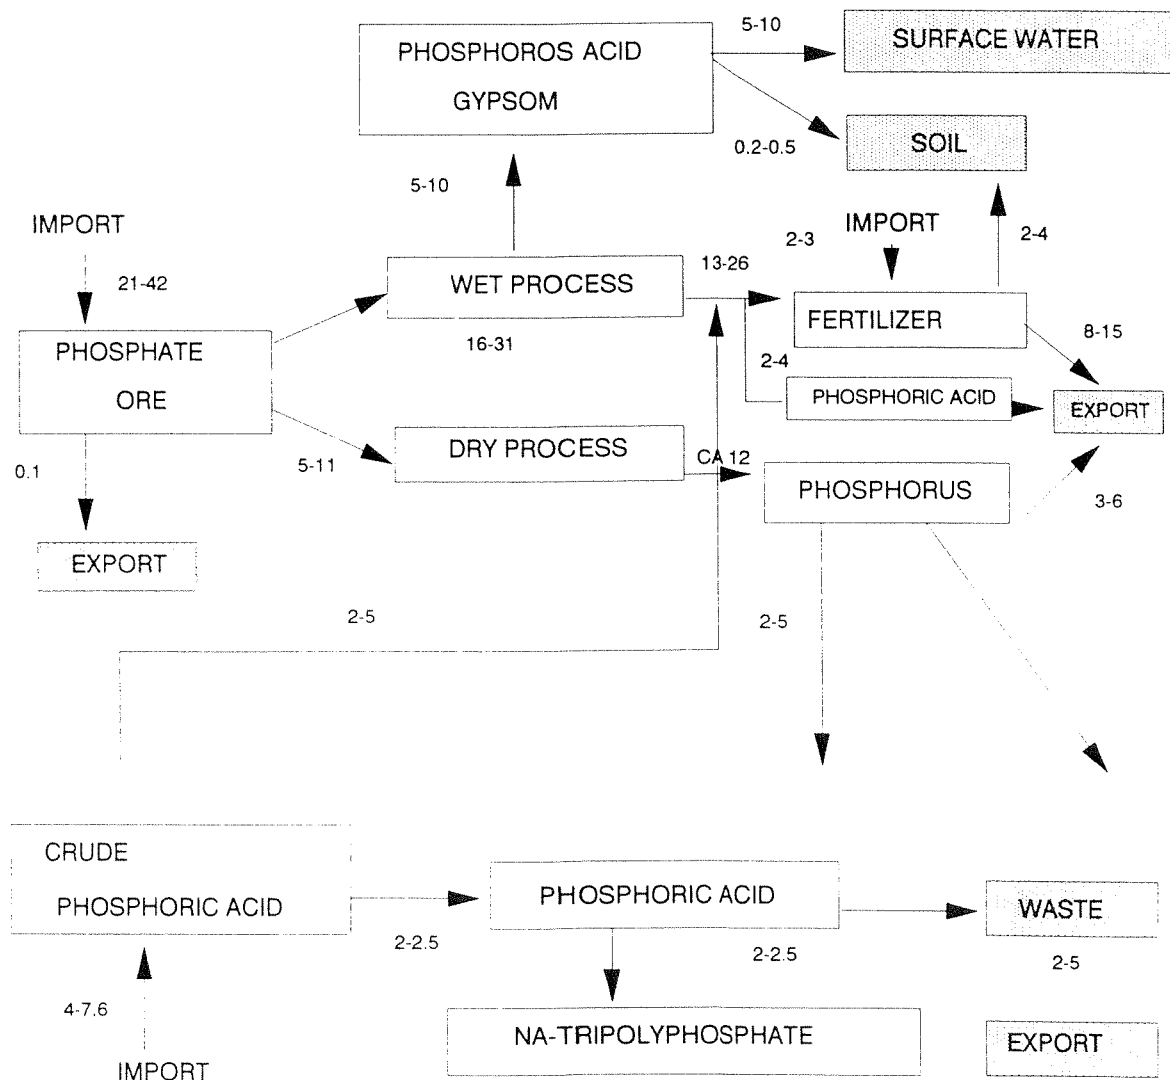 5-10
SURFACE WATER
PHOSPHOROS ACID
GYPSOM
0.2-0.5
SOIL
5-10
IMPORT
21-42
2-3
IMPORT
2-4
WET PROCESS
13-26
16-31
FERTILIZER
8-15
PHOSPHATE
ORE
2-4
PHOSPHORIC ACID
EXPORT
0.1
5-11
DRY PROCESS
CA 12
PHOSPHORUS
3-6
EXPORT
2-5
2-5
CRUDE
PHOSPHORIC ACID
2-2.5
PHOSPHORIC ACID
2-2.5
WASTE
2-5
4-7.6
IMPORT
NA-TRIPOLYPHOSPHATE
EXPORT